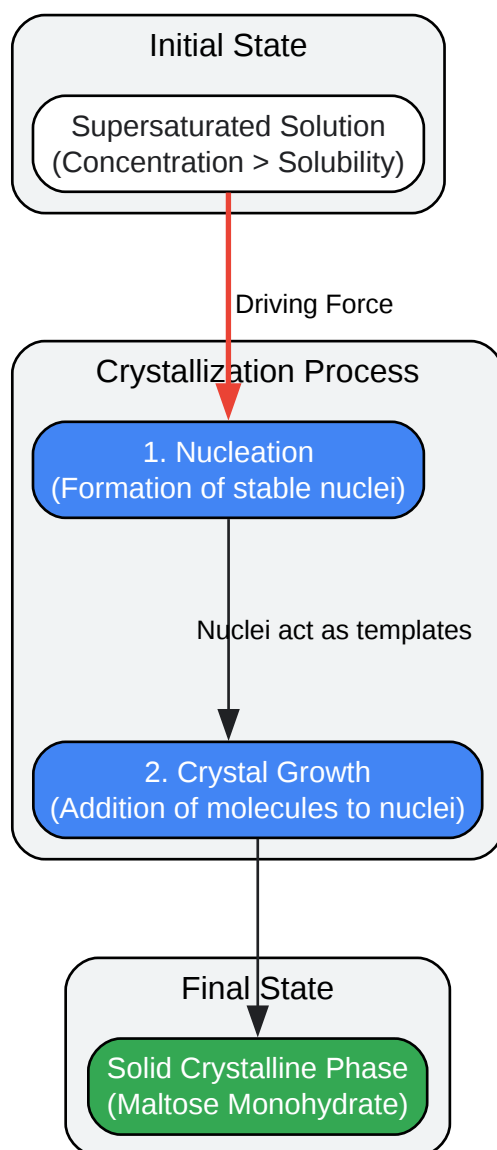 Initial State
Supersaturated Solution
(Concentration > Solubility)
Driving Force
Crystallization Process
1. Nucleation
(Formation of stable nuclei)
Nuclei act as templates
2. Crystal Growth
(Addition of molecules to nuclei)
Final State
Solid Crystalline Phase
(Maltose Monohydrate)